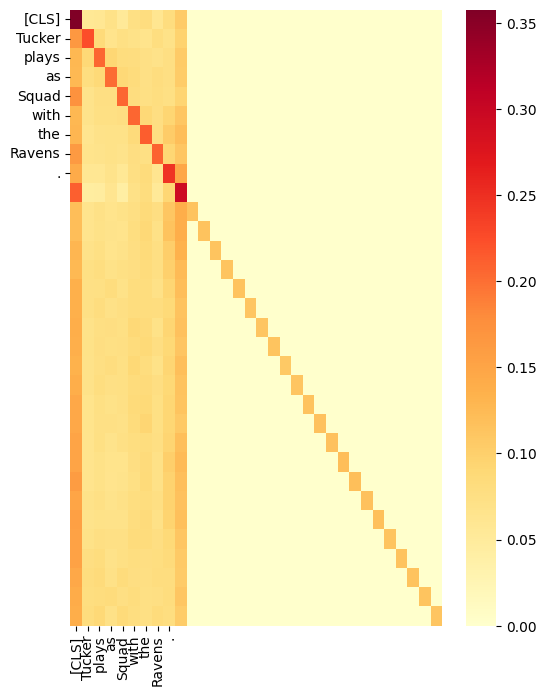 [CLS]
Tucker
plays
as
Squad
with
the
Ravens
.
[CLS]
Tucker
plays
as
Squad
with
the
Ravens
.
0.35
0.30
0.25
0.20
0.15
0.10
0.05
0.00